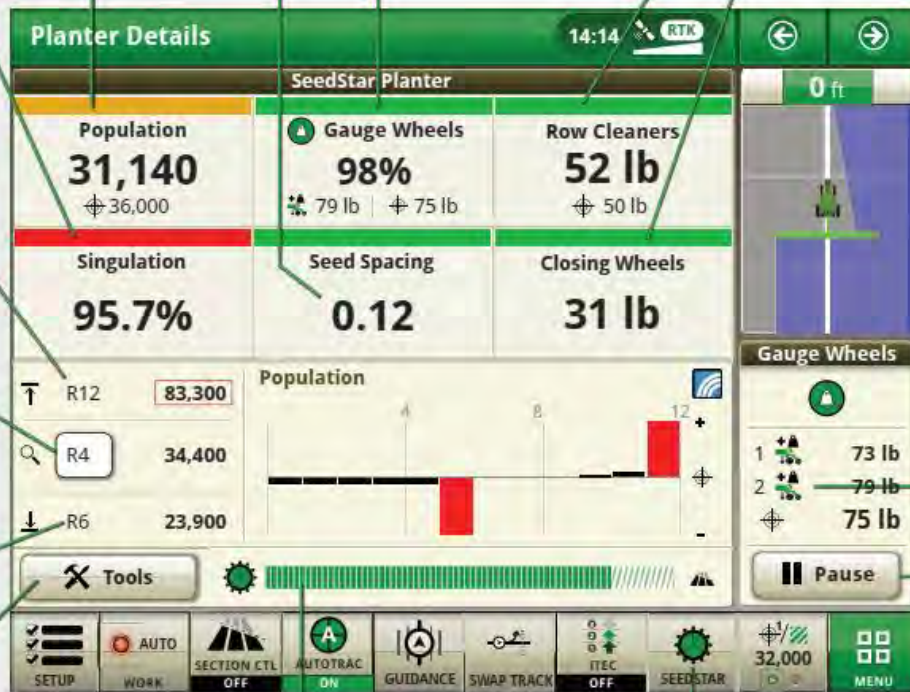 Planter Details
14:14
RTK
SeedStar Planter
Population
31,140
36,000
Gauge Wheels
98%
79 lb
75 lb
Row Cleaners
52 lb
50 lb
Singulation
95.7%
Seed Spacing
0.12
Closing Wheels
31 lb
R12 83,300
R4 34,400
R6 23,900
Population
4 8 12
+
-
Tools
0 ft
Gauge Wheels
1 73 lb
2 79 lb
75 lb
Pause
SETUP
AUTO
WORK
SECTION CTL
OFF
A
AUTOTRAC
ON
GUIDANCE
SWAP TRACK
ITEC
OFF
SEEDSTAR
1/
32,000
MENU